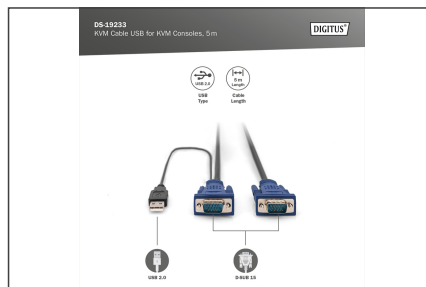 DS-19233
KVM Cable USB for KVM Consoles, 5 m
DIGITUS®
USB 2.0
5 m
Length
USB
Type
Cable
Length
USB 2.0
D-SUB 15